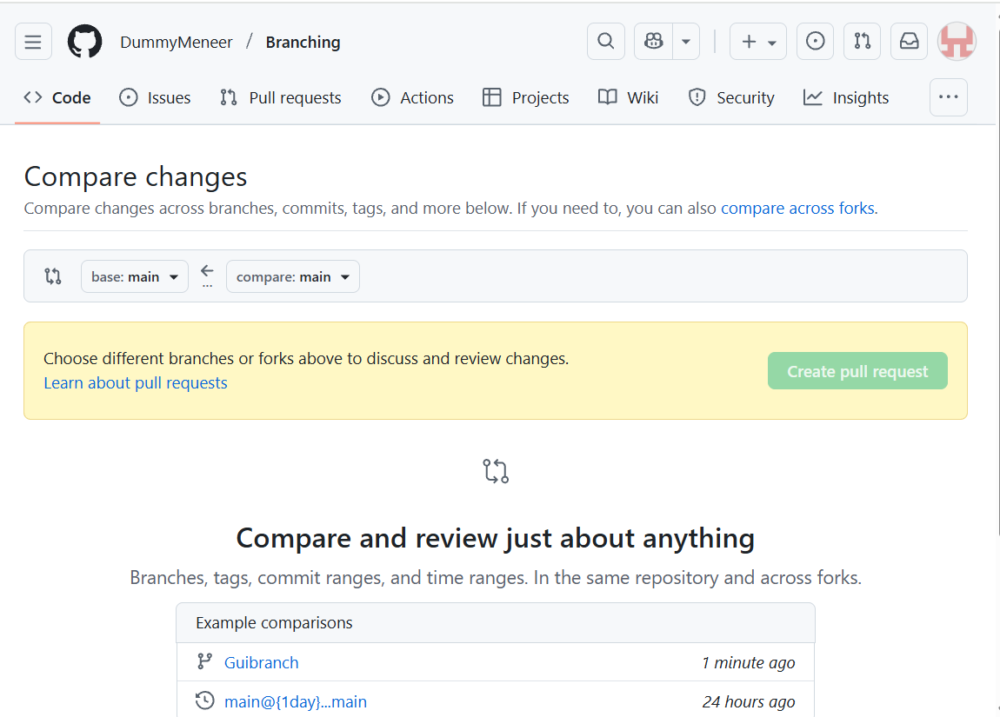 DummyMeneer / Branching
Code Issues Pull requests Actions Projects Wiki Security Insights ...
Compare changes
Compare changes across branches, commits, tags, and more below. If you need to, you can also compare across forks.
base: main ... compare: main
Choose different branches or forks above to discuss and review changes.
Learn about pull requests
Create pull request
Compare and review just about anything
Branches, tags, commit ranges, and time ranges. In the same repository and across forks.
Example comparisons
Guibranch 1 minute ago
main@{1day}...main 24 hours ago